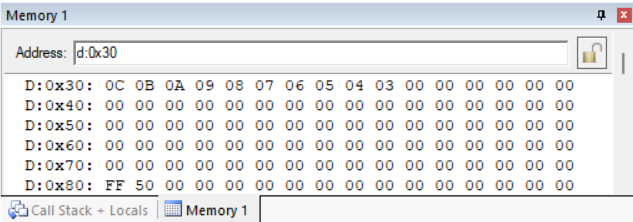 Memory 1
Address: d:0x30
D:0x30: 0C 0B 0A 09 08 07 06 05 04 03 00 00 00 00 00 00
D:0x40: 00 00 00 00 00 00 00 00 00 00 00 00 00 00 00 00
D:0x50: 00 00 00 00 00 00 00 00 00 00 00 00 00 00 00 00
D:0x60: 00 00 00 00 00 00 00 00 00 00 00 00 00 00 00 00
D:0x70: 00 00 00 00 00 00 00 00 00 00 00 00 00 00 00 00
D:0x80: FF 50 00 00 00 00 00 00 00 00 00 00 00 00 00 00
Call Stack + Locals Memory 1